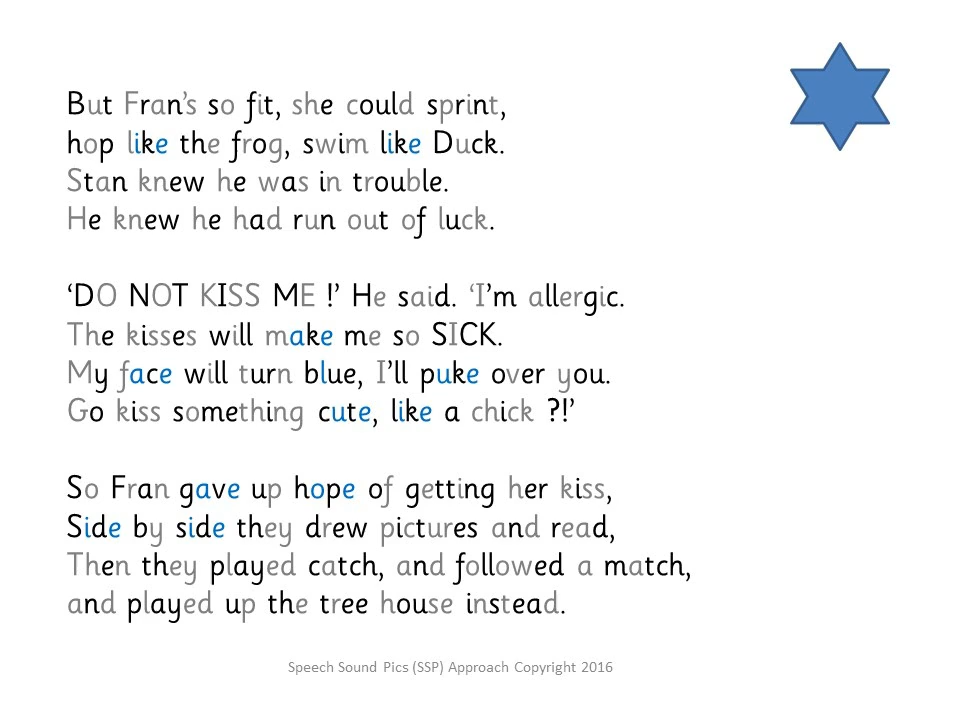 But Fran's so fit, she could sprint,
hop like the frog, swim like Duck.
Stan knew he was in trouble.
He knew he had run out of luck.
‘DO NOT KISS ME !’ He said. ‘I’m allergic.
The kisses will make me so SICK.
My face will turn blue, I’ll puke over you.
Go kiss something cute, like a chick ?!’
So Fran gave up hope of getting her kiss,
Side by side they drew pictures and read,
Then they played catch, and followed a match,
and played up the tree house instead.
Speech Sound Pics (SSP) Approach Copyright 2016